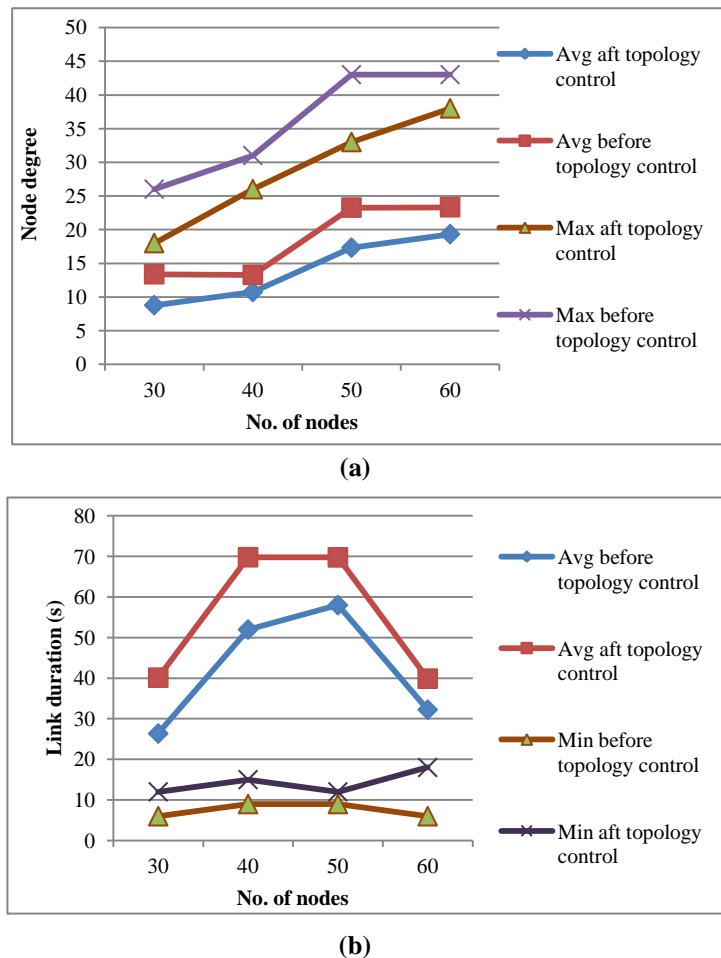 50
45
40
35
30
25
20
15
10
5
0
Node degree
30 40 50 60
No. of nodes
Avg aft topology
control
Avg before
topology control
Max aft topology
control
Max before
topology control
(a)
80
70
60
50
40
30
20
10
0
Link duration (s)
30 40 50 60
No. of nodes
Avg before
topology control
Avg aft topology
control
Min before
topology control
Min aft topology
control
(b)